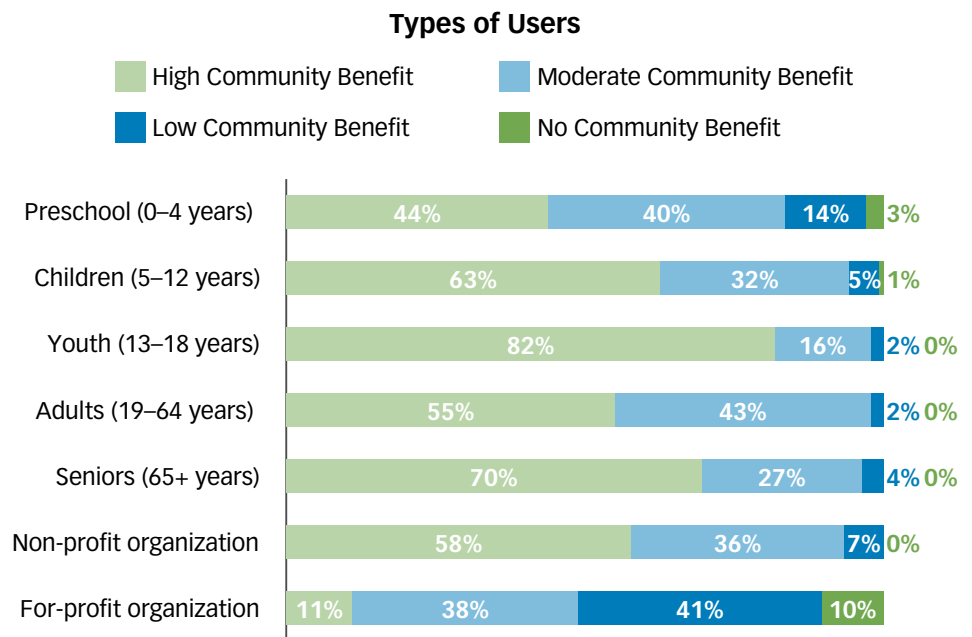 Types of Users
High Community Benefit
Moderate Community Benefit
Low Community Benefit
No Community Benefit
Preschool (0–4 years) 44% 40% 14% 3%
Children (5–12 years) 63% 32% 5% 1%
Youth (13–18 years) 82% 16% 2% 0%
Adults (19–64 years) 55% 43% 2% 0%
Seniors (65+ years) 70% 27% 4% 0%
Non-profit organization 58% 36% 7% 0%
For-profit organization 11% 38% 41% 10%